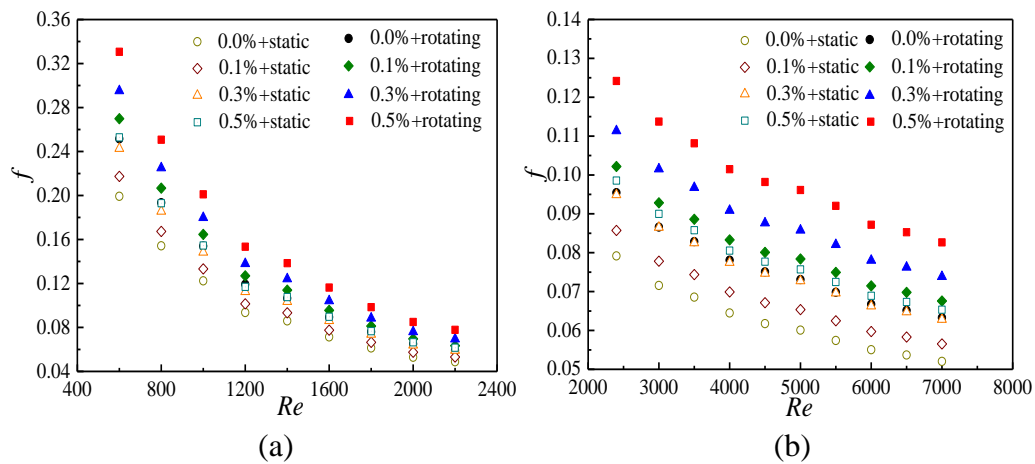 0.36
0.32
0.28
0.24
0.20
0.16
0.12
0.08
0.04
f
0.0%+static 0.0%+rotating
0.1%+static 0.1%+rotating
0.3%+static 0.3%+rotating
0.5%+static 0.5%+rotating
400 800 1200 1600 2000 2400
Re
(a)
0.14
0.13
0.12
0.11
0.10
0.09
0.08
0.07
0.06
0.05
f
0.0%+static 0.0%+rotating
0.1%+static 0.1%+rotating
0.3%+static 0.3%+rotating
0.5%+static 0.5%+rotating
2000 3000 4000 5000 6000 7000 8000
Re
(b)